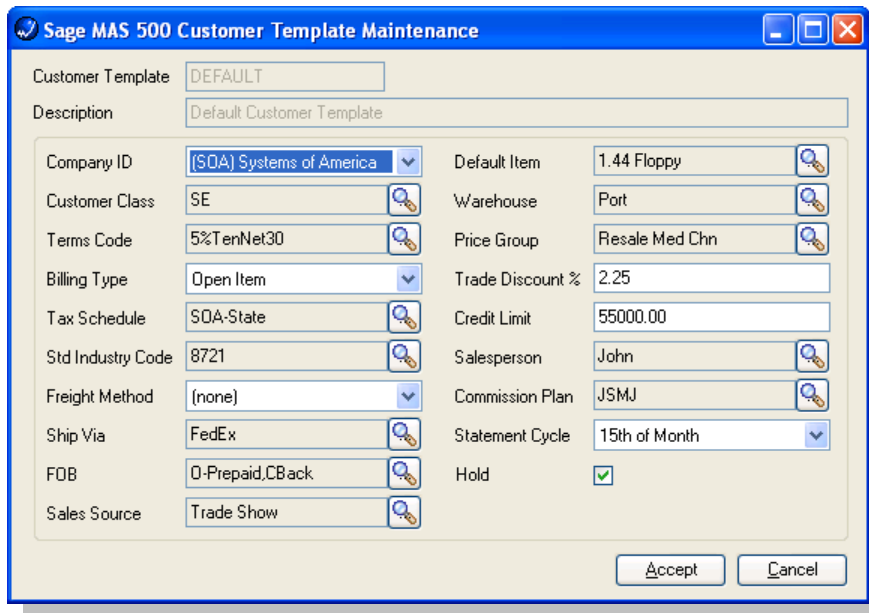 Sage MAS 500 Customer Template Maintenance
Customer Template DEFAULT
Description Default Customer Template
Company ID (SOA) Systems of America Default Item 1.44 Floppy
Customer Class SE Warehouse Port
Terms Code 5%TenNet30 Price Group Resale Med Chn
Billing Type Open Item Trade Discount % 2.25
Tax Schedule SOA-State Credit Limit 55000.00
Std Industry Code 8721 Salesperson John
Freight Method (none) Commission Plan JSMJ
Ship Via FedEx Statement Cycle 15th of Month
FOB O-Prepaid,CBack Hold
Sales Source Trade Show
Accept Cancel